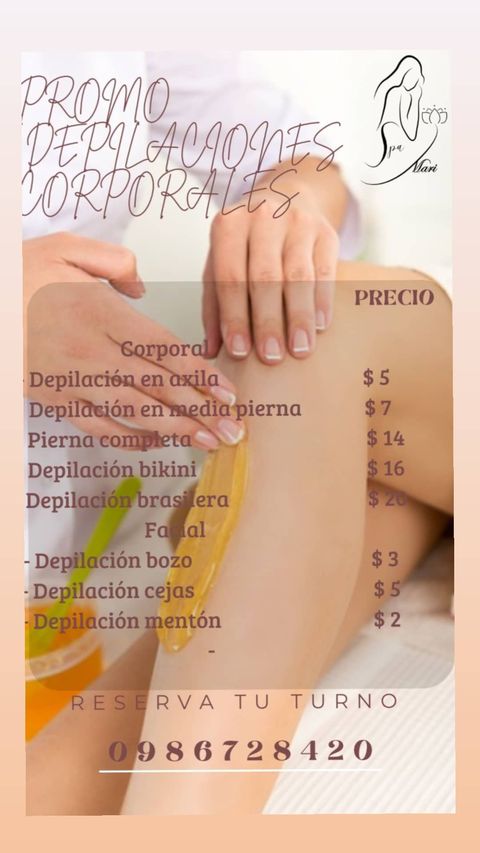 PROMO
DEPILACIONES
CORPORALES
Spa
Mari
PRECIO
Corporal
- Depilación en axila $ 5
Depilación en media pierna $ 7
Pierna completa $ 14
Depilación bikini $ 16
Depilación brasilera $ 20
Facial
- Depilación bozo $ 3
- Depilación cejas $ 5
- Depilación mentón $ 2
-
RESERVA TU TURNO
0986728420